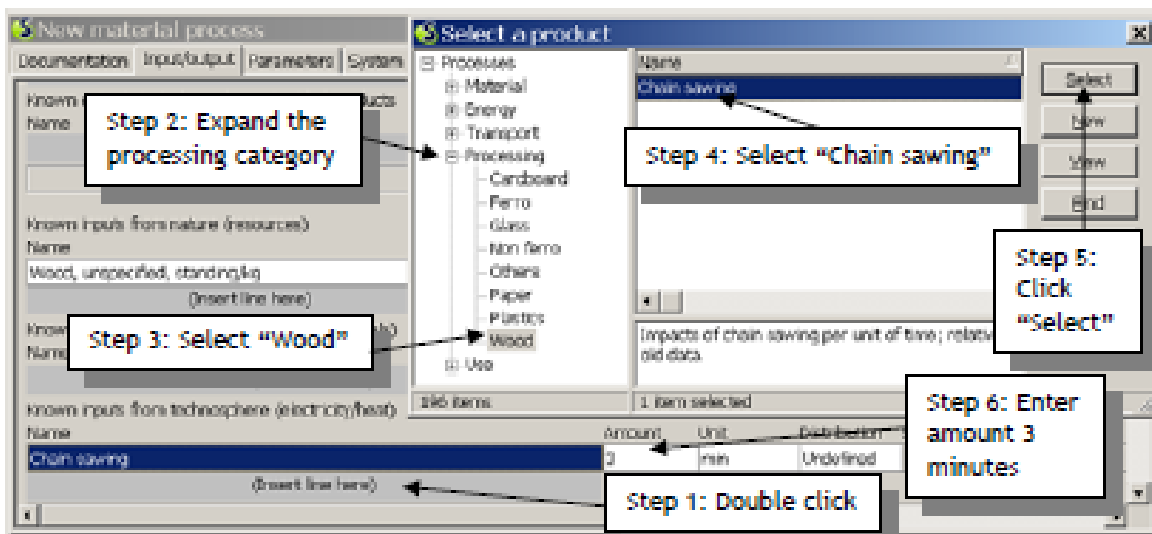 New material process
Documentation Input/output Parameters System
Known
Name
Step 2: Expand the
processing category
Known inputs from nature (resources)
Name
Wood, unspecified, standing/kg
(Insert line here)
Step 3: Select “Wood”
Name
Known inputs from technosphere (electricity/heat)
Name Amount Unit Distribution
Chain sawing 3 min Undefined
(Insert line here)
Step 1: Double click
Select a product
Processes
Material
Energy
Transport
Processing
Cardboard
Ferro
Glass
Non ferro
Others
Paper
Plastics
Wood
Use
196 items
Name
Chain sawing
Step 4: Select “Chain sawing”
Impacts of chain sawing per unit of time; relative
old data.
1 item selected
Select
New
View
Find
Step 5:
Click
“Select”
Step 6: Enter
amount 3
minutes